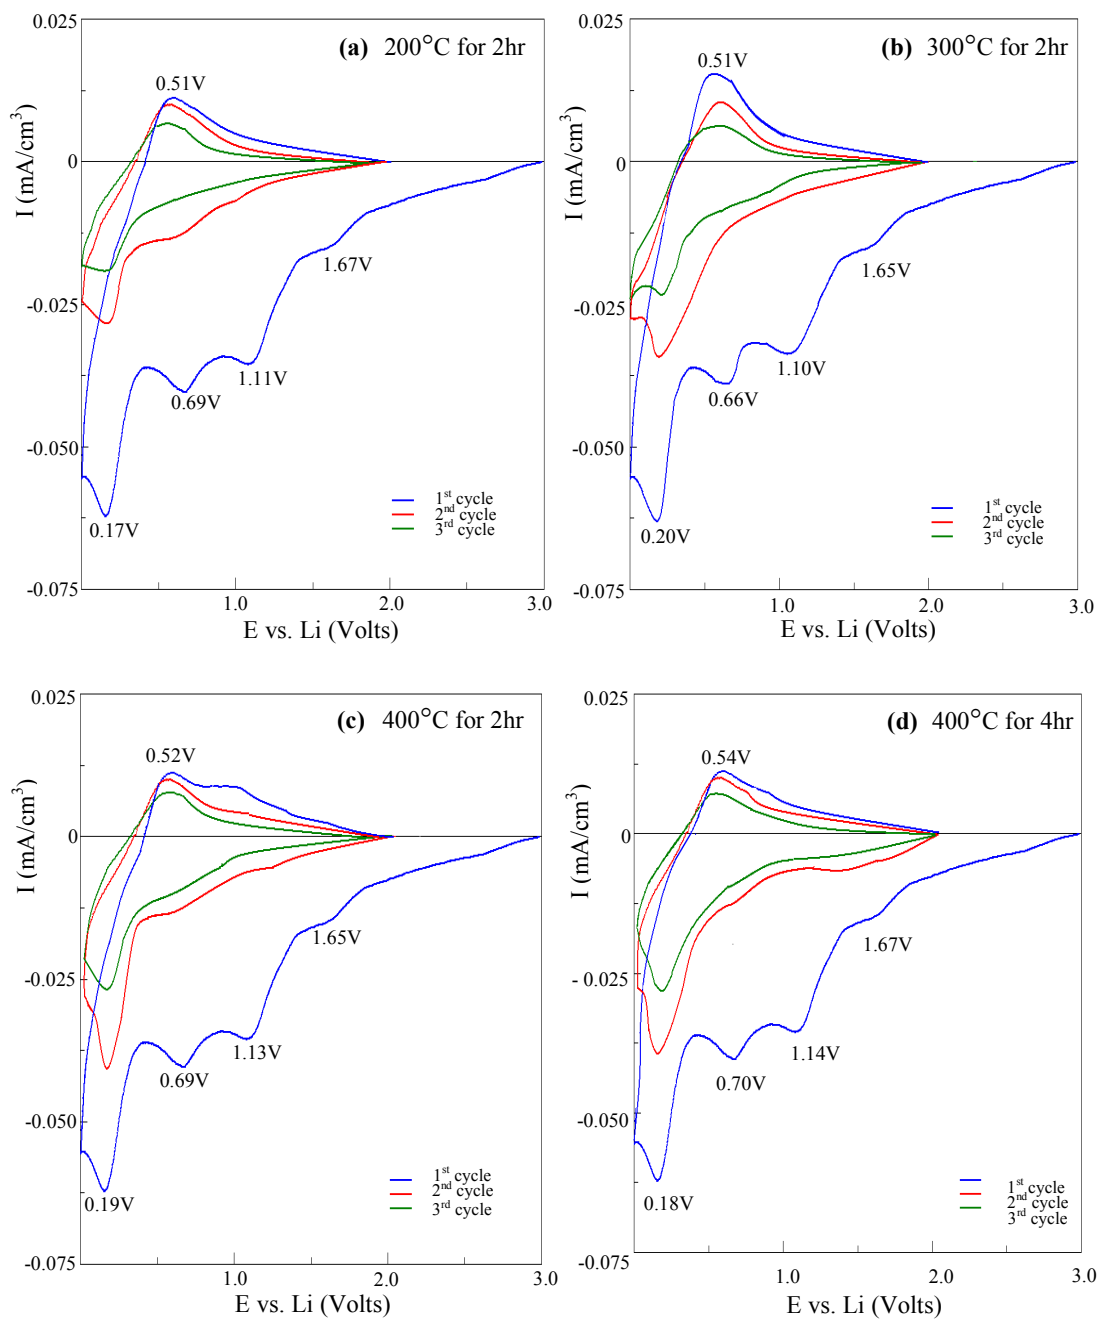 0.025
(a) 200°C for 2hr
0.51V
0
I (mA/cm³)
1.67V
-0.025
1.11V
0.69V
-0.050
1st cycle
2nd cycle
3rd cycle
0.17V
-0.075
1.0
2.0
3.0
E vs. Li (Volts)
0.025
(b) 300°C for 2hr
0.51V
0
I (mA/cm³)
1.65V
-0.025
1.10V
0.66V
-0.050
1st cycle
2nd cycle
3rd cycle
0.20V
-0.075
1.0
2.0
3.0
E vs. Li (Volts)
0.025
(c) 400°C for 2hr
0.52V
0
I (mA/cm³)
1.65V
-0.025
1.13V
0.69V
-0.050
1st cycle
2nd cycle
3rd cycle
0.19V
-0.075
1.0
2.0
3.0
E vs. Li (Volts)
0.025
(d) 400°C for 4hr
0.54V
0
I (mA/cm³)
1.67V
- 0.025
1.14V
0.70V
-0.050
1st cycle
2nd cycle
3rd cycle
0.18V
-0.075
1.0
2.0
3.0
E vs. Li (Volts)